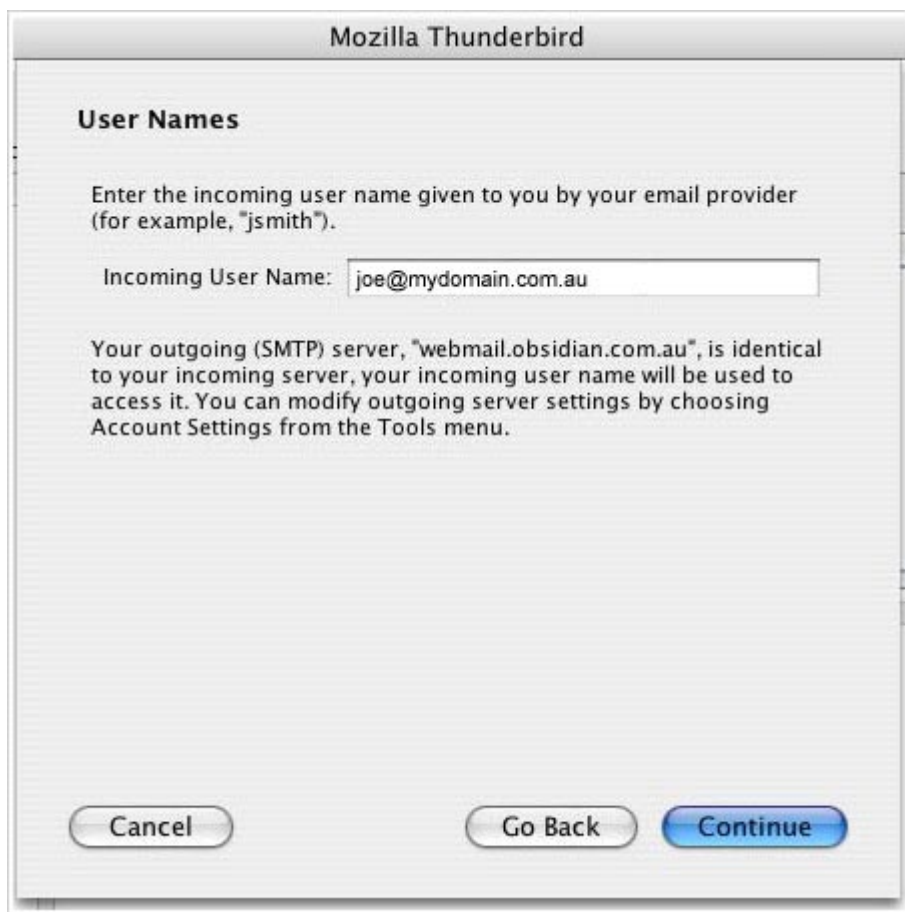 Mozilla Thunderbird
User Names
Enter the incoming user name given to you by your email provider
(for example, "jsmith").
Incoming User Name: joe@mydomain.com.au
Your outgoing (SMTP) server, "webmail.obsidian.com.au", is identical
to your incoming server, your incoming user name will be used to
access it. You can modify outgoing server settings by choosing
Account Settings from the Tools menu.
Cancel Go Back Continue